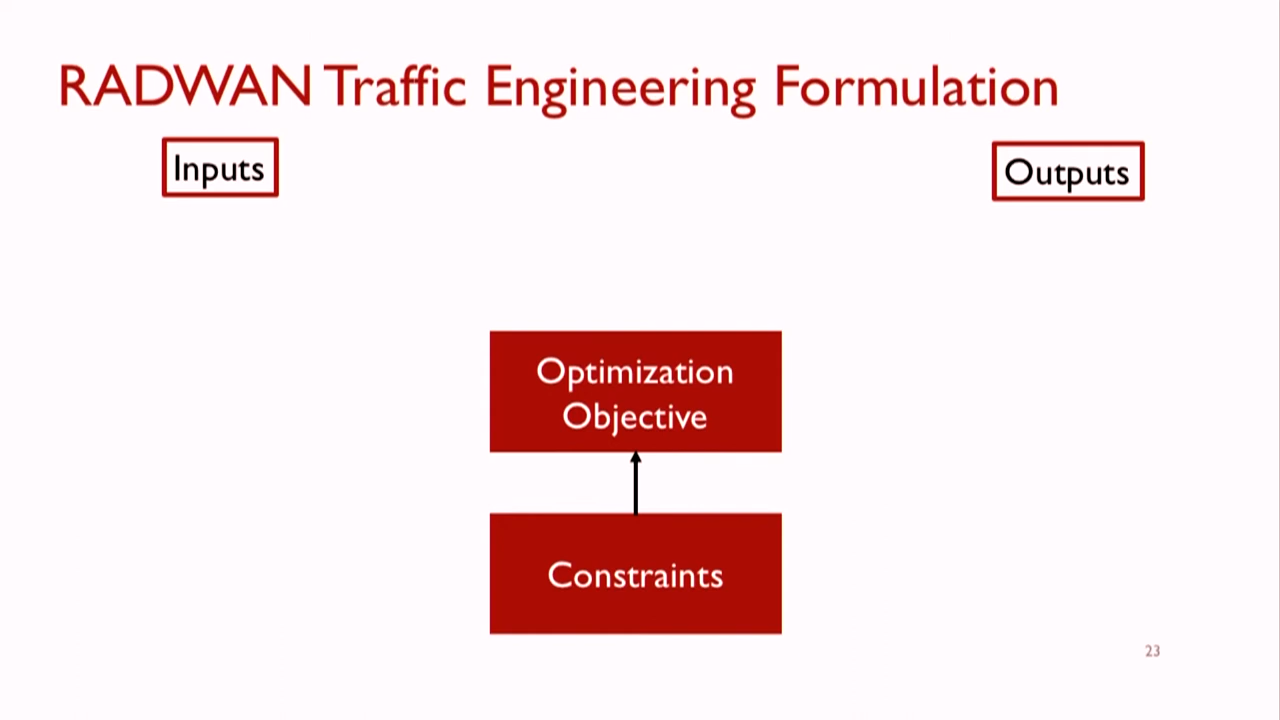 RADWAN Traffic Engineering Formulation
Inputs
Outputs
Optimization
Objective
Constraints
23